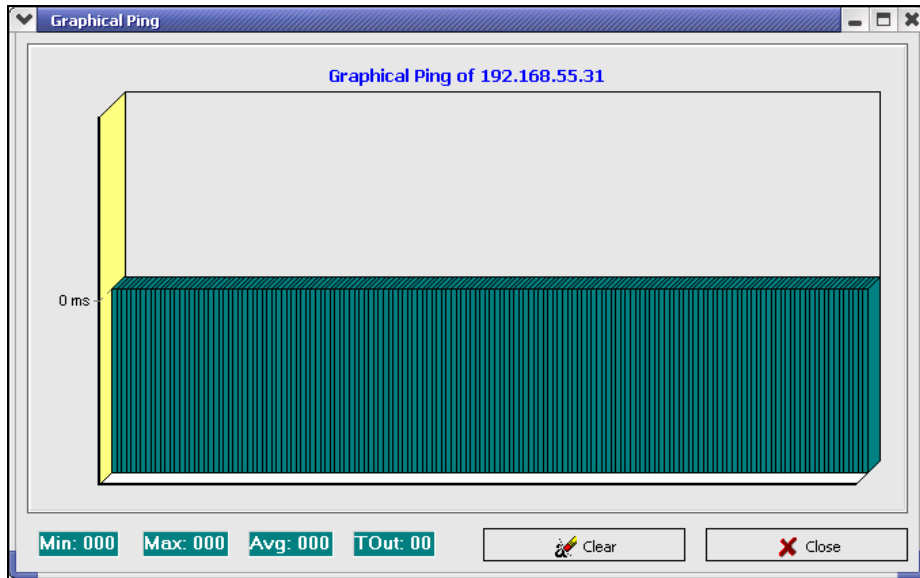 Graphical Ping
Graphical Ping of 192.168.55.31
0 ms
Min: 000 Max: 000 Avg: 000 TOut: 00 Clear Close